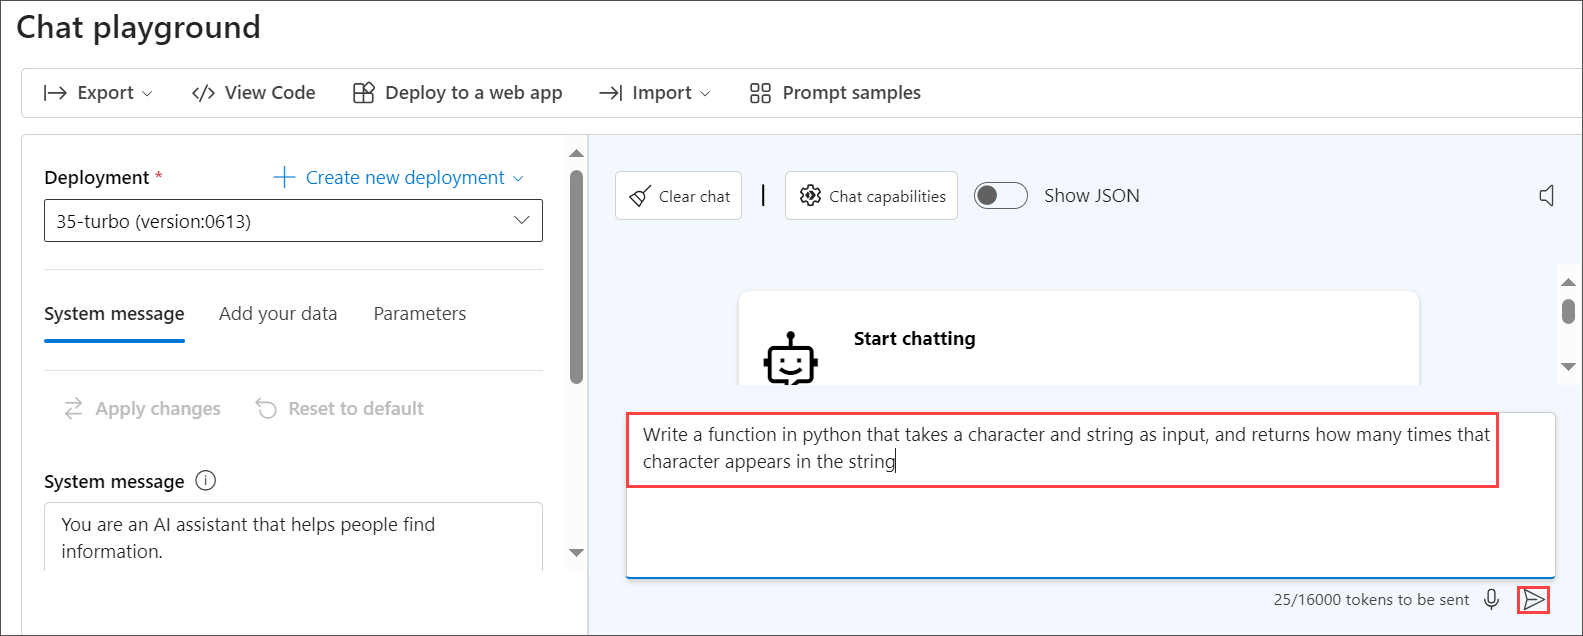 Chat playground
Export
View Code
Deploy to a web app
Import
Prompt samples
Deployment *
Create new deployment
35-turbo (version:0613)
System message
Add your data
Parameters
Apply changes
Reset to default
System message
You are an AI assistant that helps people find
information.
Clear chat
Chat capabilities
Show JSON
Start chatting
Write a function in python that takes a character and string as input, and returns how many times that
character appears in the string
25/16000 tokens to be sent